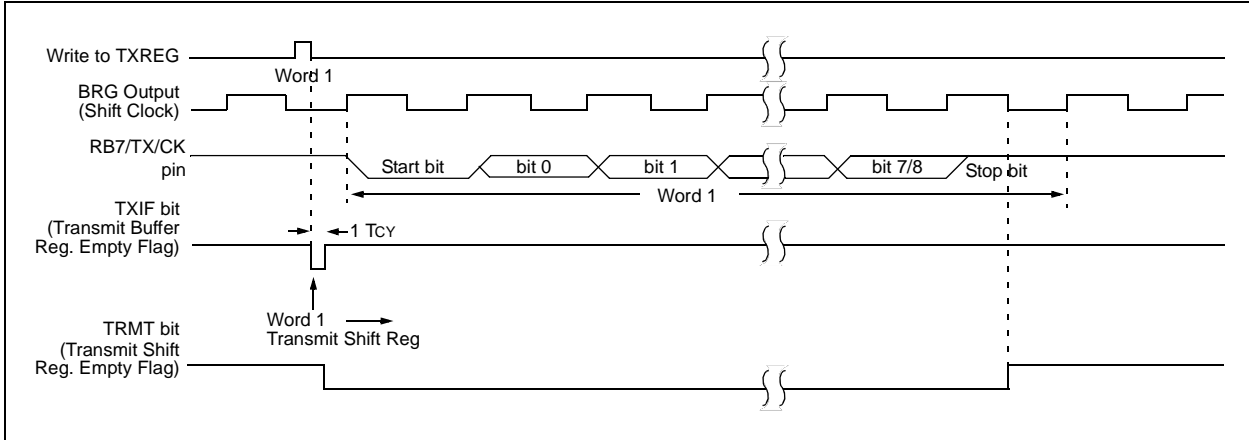 Write to TXREG
Word 1
BRG Output
(Shift Clock)
RB7/TX/CK
pin
Start bit
bit 0
bit 1
bit 7/8
Stop bit
Word 1
TXIF bit
(Transmit Buffer
Reg. Empty Flag)
1 TCY
Word 1
Transmit Shift Reg
TRMT bit
(Transmit Shift
Reg. Empty Flag)